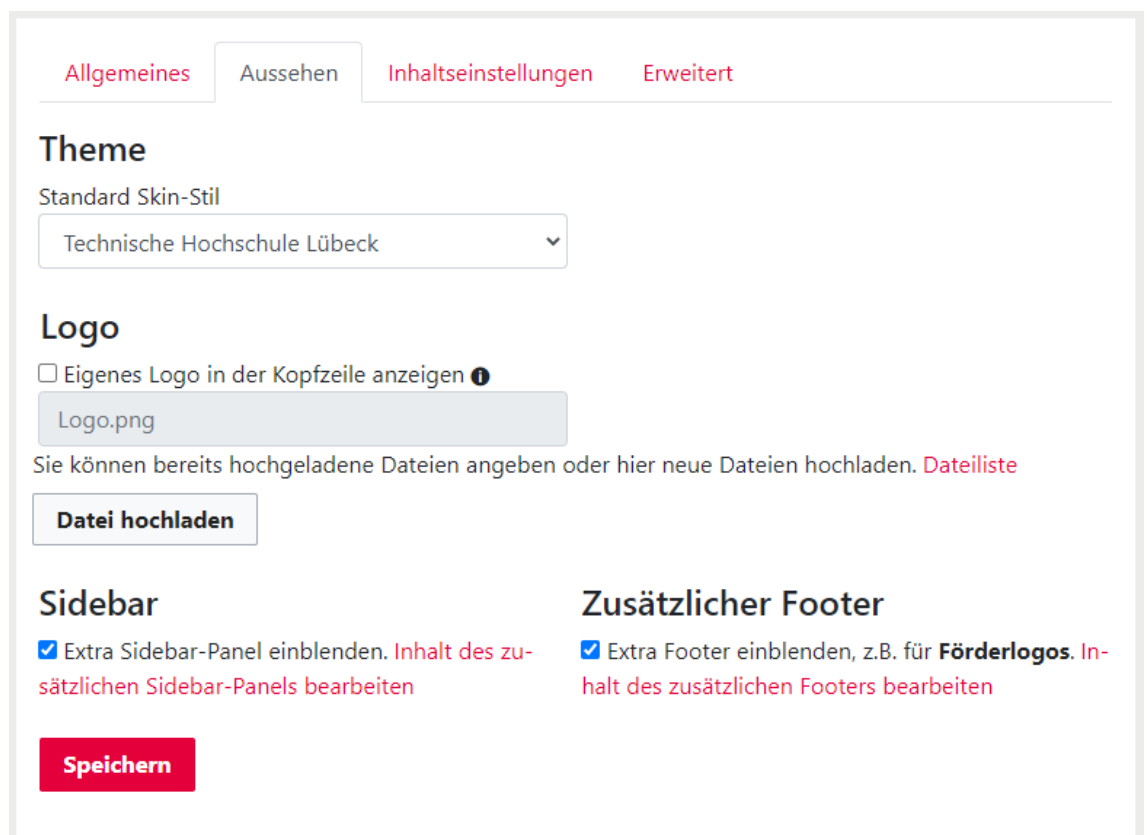 Allgemeines Aussehen Inhaltseinstellungen Erweitert
Theme
Standard Skin-Stil
Technische Hochschule Lübeck
Logo
Eigenes Logo in der Kopfzeile anzeigen
Logo.png
Sie können bereits hochgeladene Dateien angeben oder hier neue Dateien hochladen. Dateiliste
Datei hochladen
Sidebar
Extra Sidebar-Panel einblenden. Inhalt des zu-
sätzlichen Sidebar-Panels bearbeiten
Zusätzlicher Footer
Extra Footer einblenden, z.B. für Förderlogos. In-
halt des zusätzlichen Footers bearbeiten
Speichern